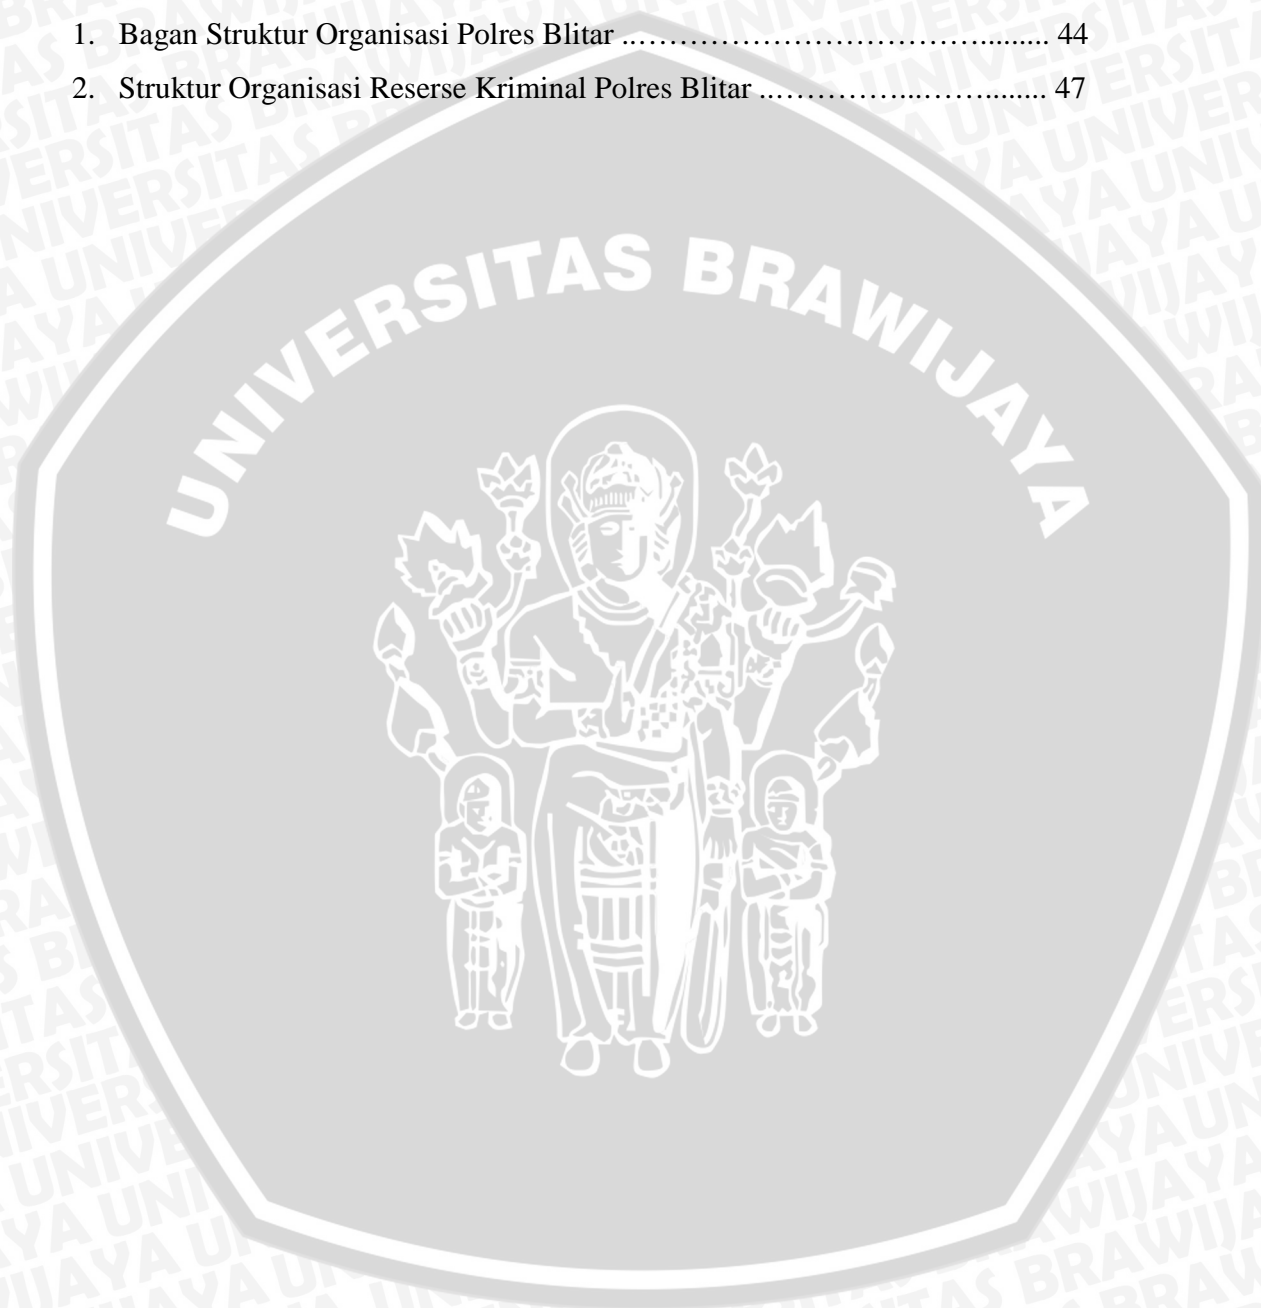 1. Bagan Struktur Organisasi Polres Blitar ..……………………………......... 44
2. Struktur Organisasi Reserse Kriminal Polres Blitar ..…………...……......... 47
UNIVERSITAS BRAWIJAYA